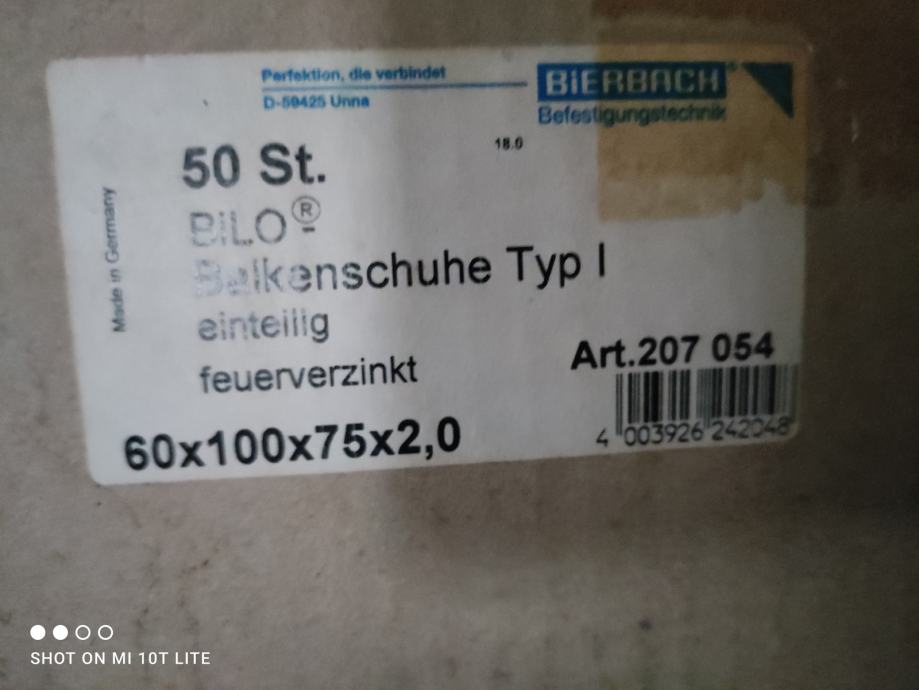 Perfektion, die verbindet
D-59425 Unna
BiERBACH®
Befestigungstechnik
18.0
50 St.
BiLO®
Balkenschuhe Typ I
einteilig
feuerverzinkt
Made in Germany
Art.207 054
60x100x75x2,0
4 003926 242048
SHOT ON MI 10T LITE